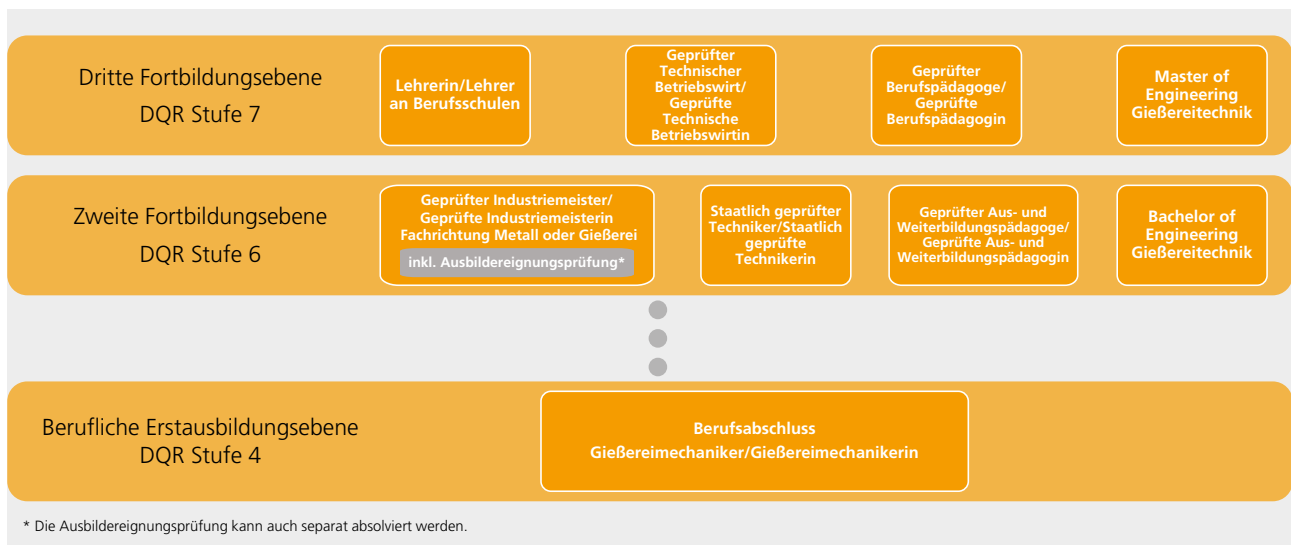 Dritte Fortbildungsebene
DQR Stufe 7
Lehrerin/Lehrer
an Berufsschulen
Geprüfter
Technischer
Betriebswirt/
Geprüfte
Technische
Betriebswirtin
Geprüfter
Berufspädagoge/
Geprüfte
Berufspädagogin
Master of
Engineering
Gießereitechnik
Zweite Fortbildungsebene
DQR Stufe 6
Geprüfter Industriemeister/
Geprüfte Industriemeisterin
Fachrichtung Metall oder Gießerei
inkl. Ausbildereignungsprüfung*
Staatlich geprüfter
Techniker/Staatlich
geprüfte
Technikerin
Geprüfter Aus- und
Weiterbildungspädagoge/
Geprüfte Aus- und
Weiterbildungspädagogin
Bachelor of
Engineering
Gießereitechnik
Berufliche Erstausbildungsebene
DQR Stufe 4
Berufsabschluss
Gießereimechaniker/Gießereimechanikerin
* Die Ausbildereignungsprüfung kann auch separat absolviert werden.